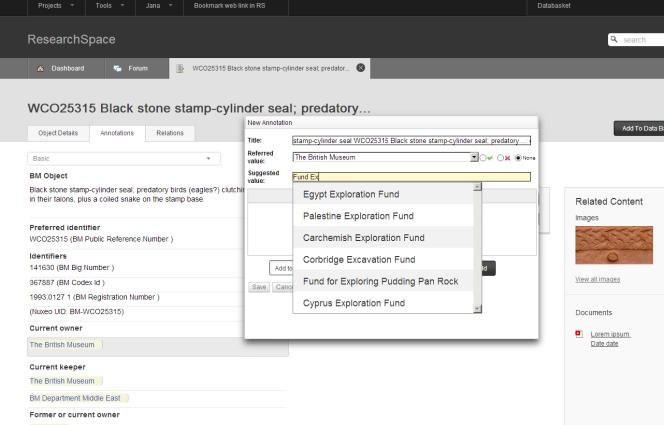 Projects Tools Jana Bookmark web link in RS Databasket
ResearchSpace
search
Dashboard Forum WCO25315 Black stone stamp-cylinder seal; predator...
WCO25315 Black stone stamp-cylinder seal; predatory...
Add To Data B
Object Details Annotations Relations
Basic
BM Object
Black stone stamp-cylinder seal; predatory birds (eagles?) clutchi
in their talons, plus a coiled snake on the stamp base.
Preferred identifier
WCO25315 (BM Public Reference Number )
Identifiers
141630 (BM Big Number )
367887 (BM Codex Id )
1993,0127.1 (BM Registration Number )
(Nuxeo UID: BM-WCO25315)
Current owner
The British Museum
Current keeper
The British Museum
BM Department Middle East
Former or current owner
New Annotation
Title: stamp-cylinder seal WCO25315 Black stone stamp-cylinder seal; predatory...
Referred
value: The British Museum None
Suggested
value: Fund Ex
Egypt Exploration Fund
Palestine Exploration Fund
Carchemish Exploration Fund
Corbridge Excavation Fund
Fund for Exploring Pudding Pan Rock
Cyprus Exploration Fund
Add to
Save Canc
Related Content
Images
View all images
Documents
Lorem ipsum.
Date date